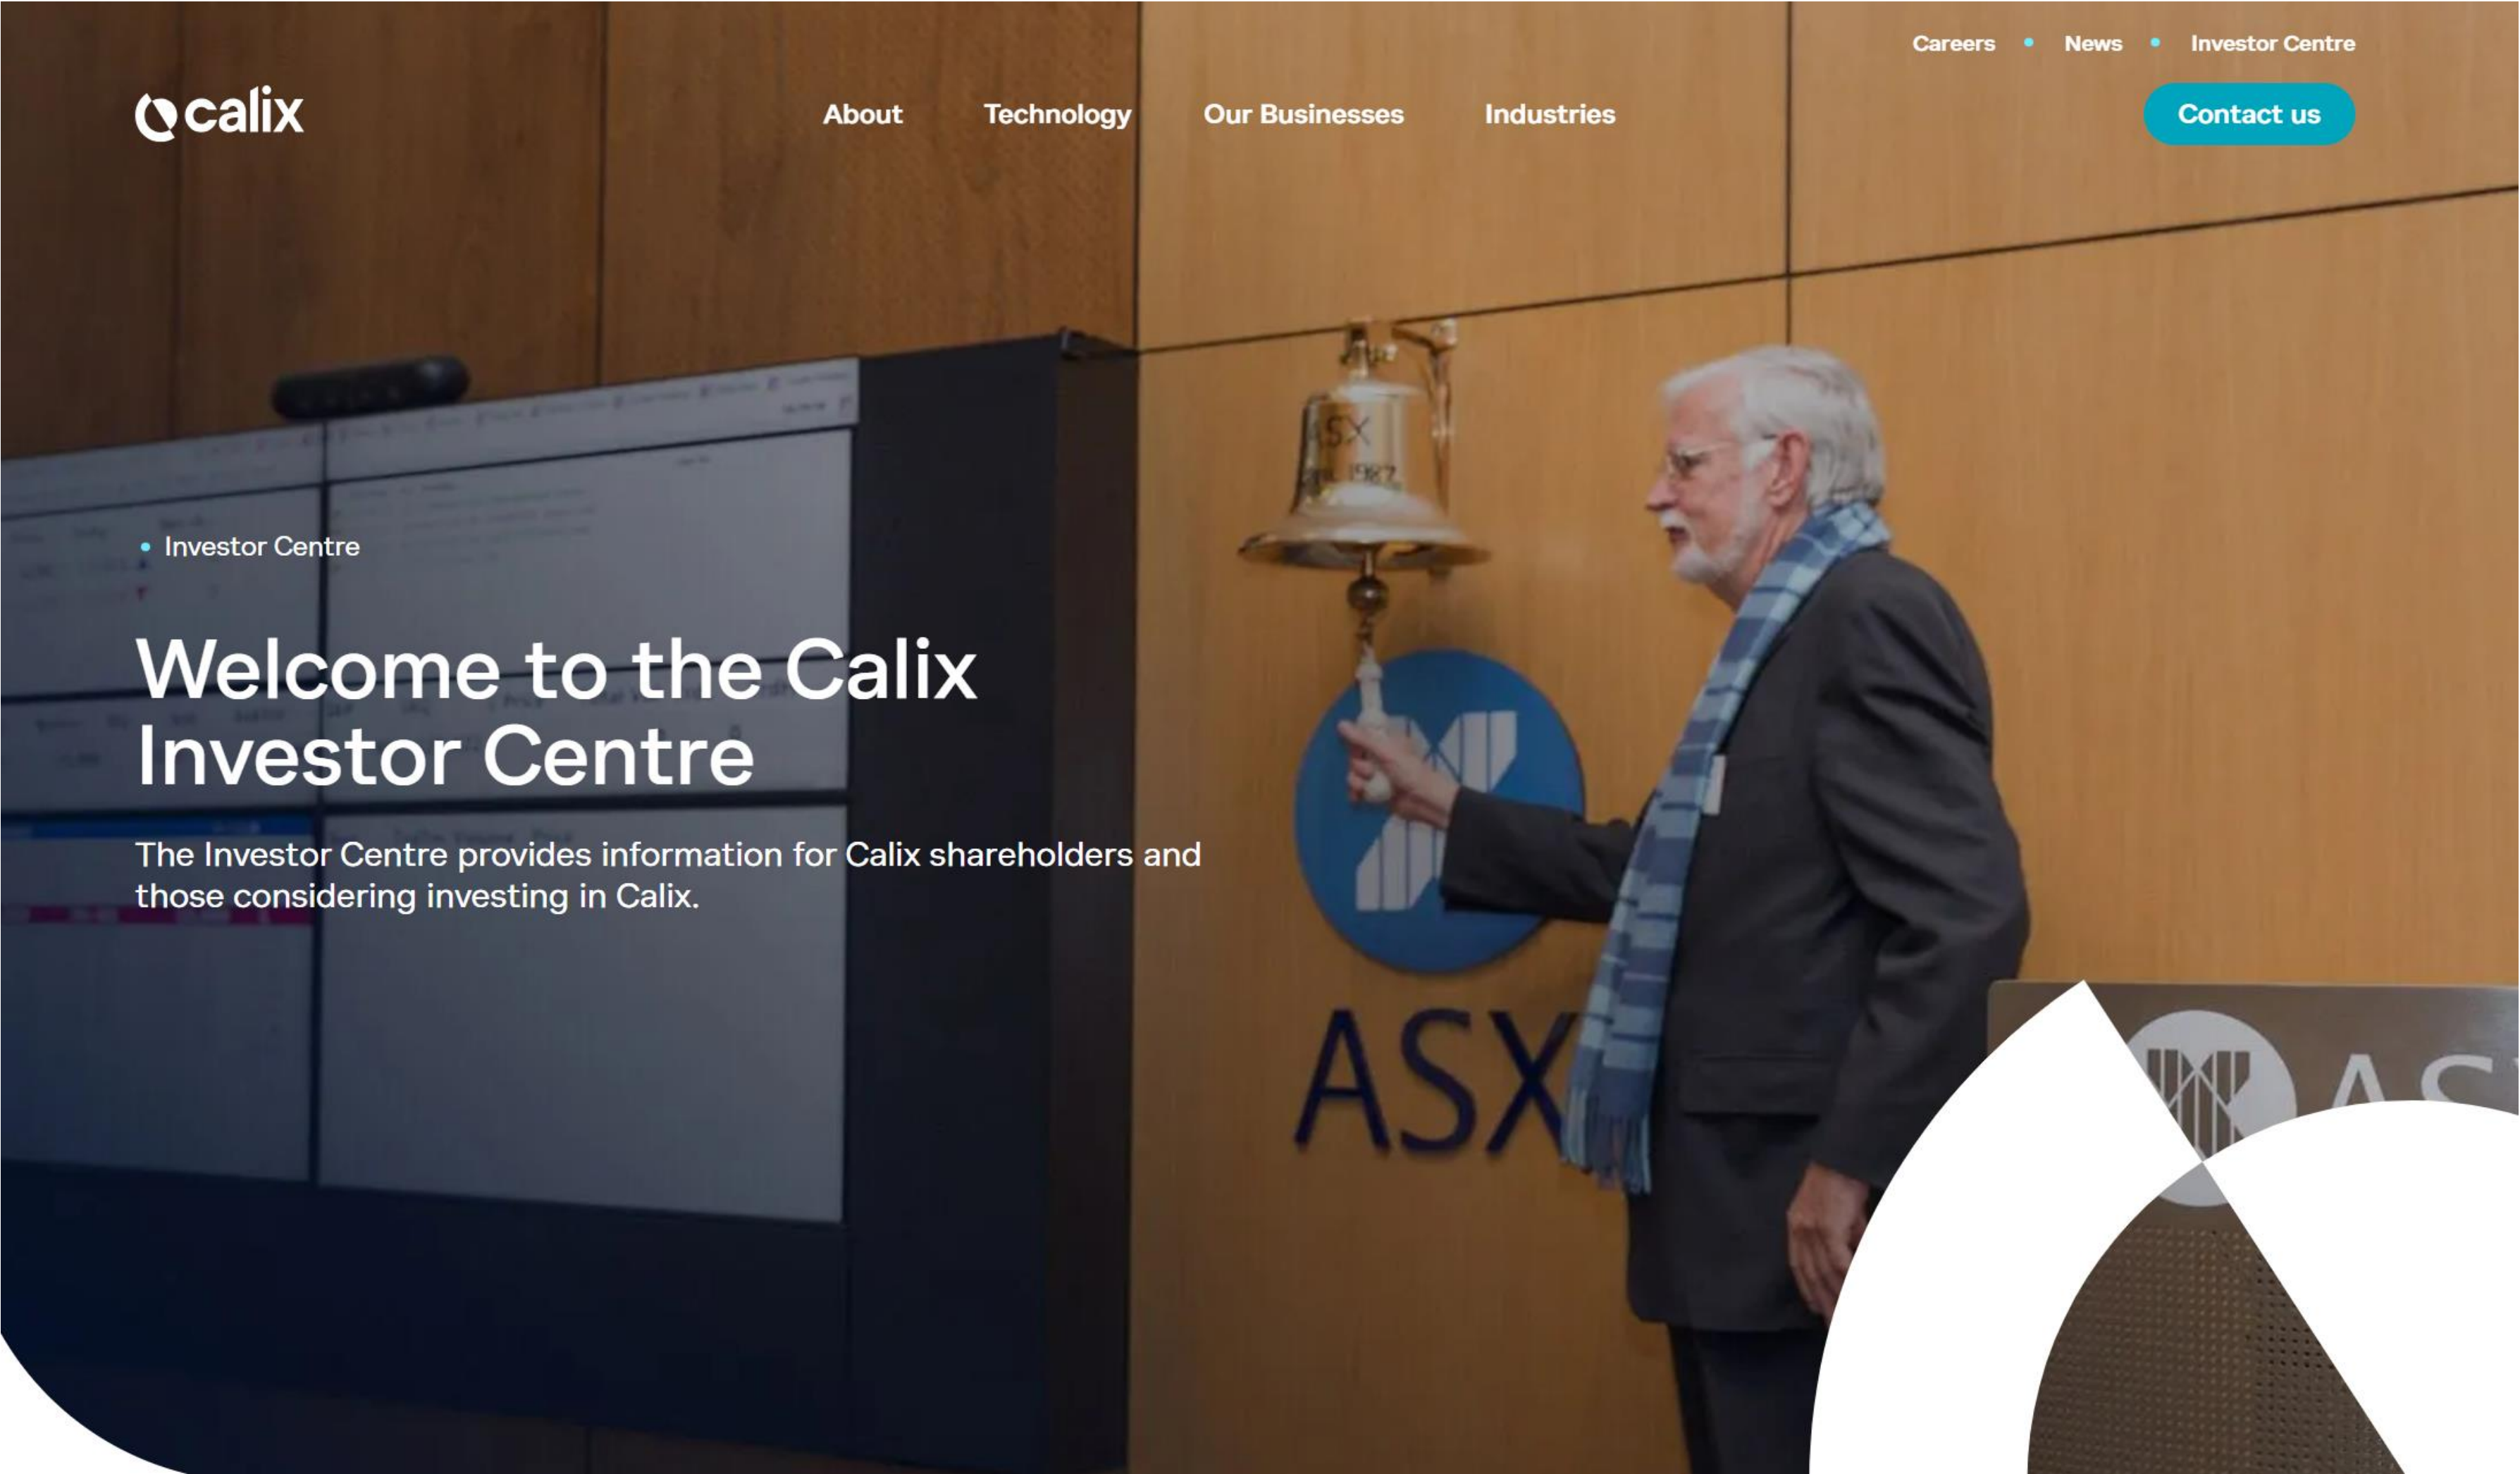 Careers • News • Investor Centre
calix
About Technology Our Businesses Industries
Contact us
ASX
1987
• Investor Centre
Welcome to the Calix
Investor Centre
The Investor Centre provides information for Calix shareholders and
those considering investing in Calix.
ASX